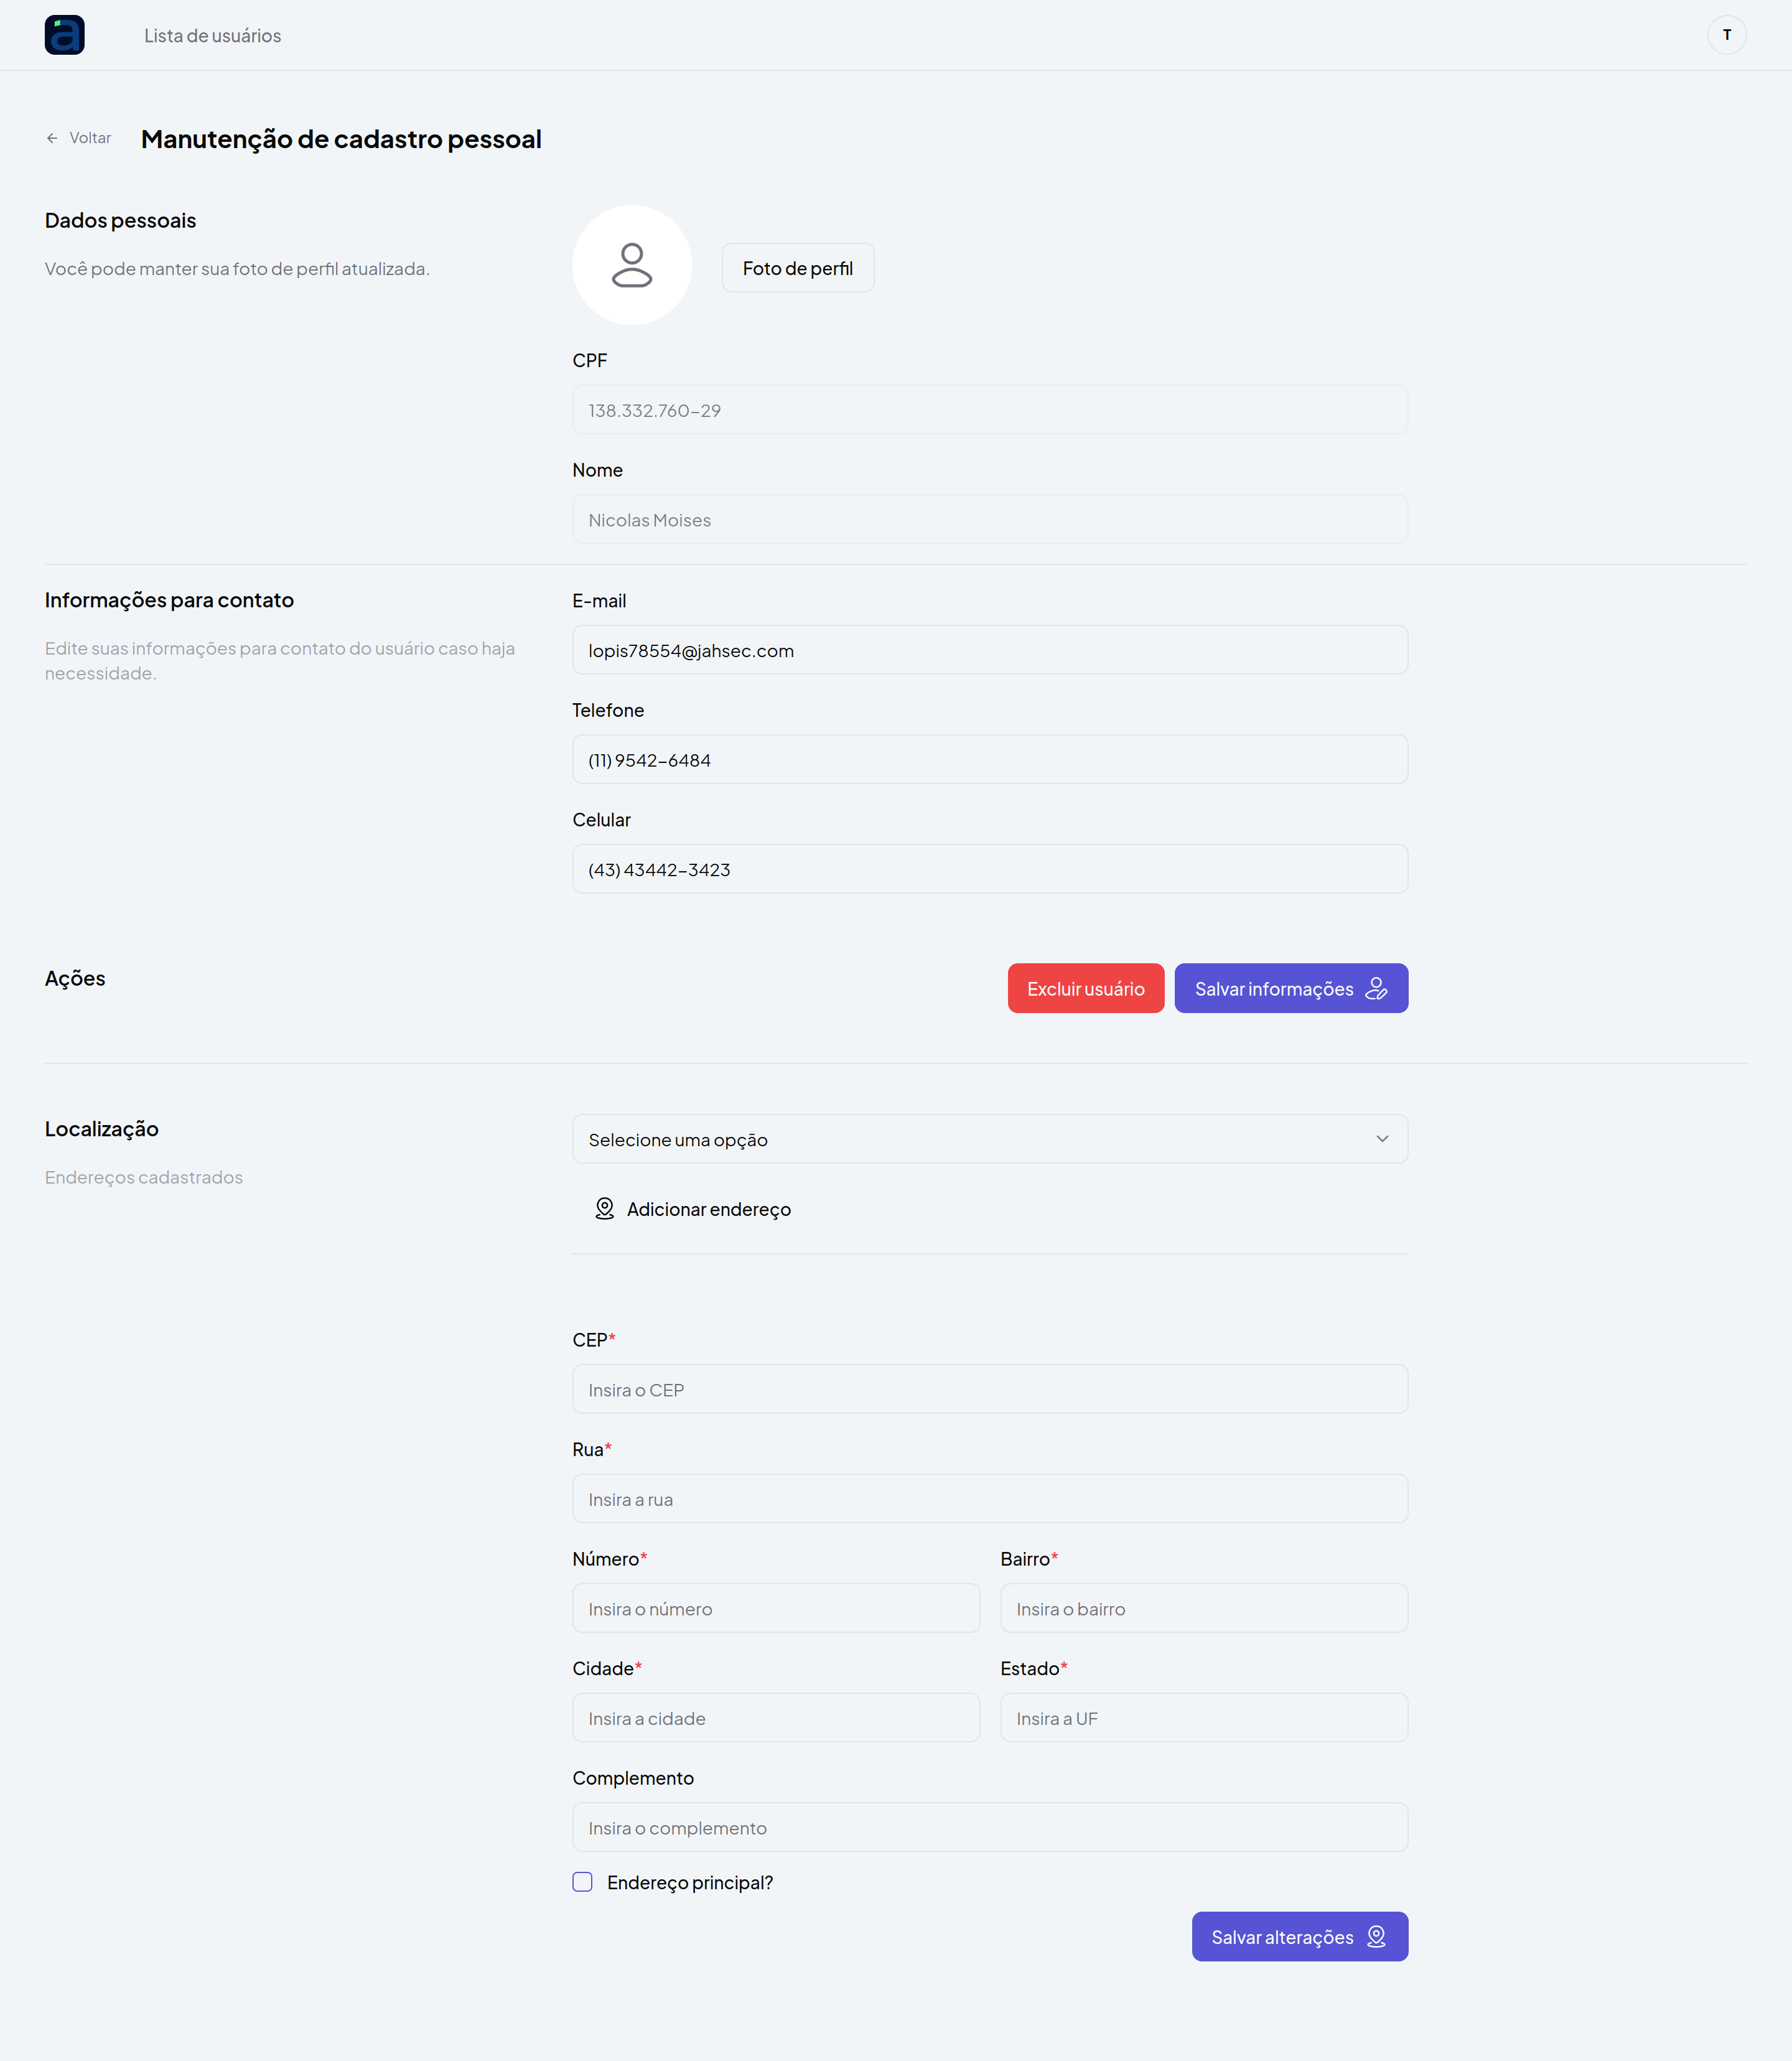 a
Lista de usuários
T
Voltar
Manutenção de cadastro pessoal
Dados pessoais
Você pode manter sua foto de perfil atualizada.
Foto de perfil
CPF
138.332.760-29
Nome
Nicolas Moises
Informações para contato
Edite suas informações para contato do usuário caso haja
necessidade.
E-mail
lopis78554@jahsec.com
Telefone
(11) 9542-6484
Celular
(43) 43442-3423
Ações
Excluir usuário
Salvar informações
Localização
Endereços cadastrados
Selecione uma opção
Adicionar endereço
CEP*
Insira o CEP
Rua*
Insira a rua
Número*
Bairro*
Insira o número
Insira o bairro
Cidade*
Estado*
Insira a cidade
Insira a UF
Complemento
Insira o complemento
Endereço principal?
Salvar alterações